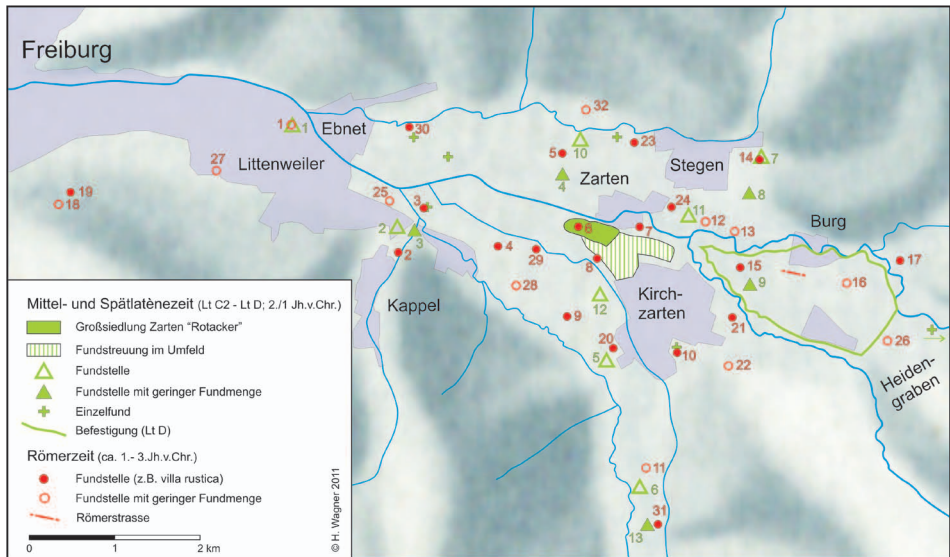 Freiburg
32
1
1
Ebnet
30
23
10
5
Stegen
14
7
27
Littenweiler
4
Zarten
8
19
18
25
3
24
11
12
Burg
2
3
6
7
13
2
4
29
8
15
17
28
Kirch-
zarten
9
16
Kappel
12
9
21
26
20
10
5
22
Heiden-
graben
11
6
31
13
Mittel- und Spätlatènezeit (Lt C2 - Lt D; 2./1 Jh.v.Chr.)
Großsiedlung Zarten "Rotacker"
Fundstreuung im Umfeld
Fundstelle
Fundstelle mit geringer Fundmenge
Einzelfund
Befestigung (Lt D)
Römerzeit (ca. 1.- 3.Jh.v.Chr.)
Fundstelle (z.B. villa rustica)
Fundstelle mit geringer Fundmenge
Römerstrasse
0 1 2 km
© H. Wagner 2011